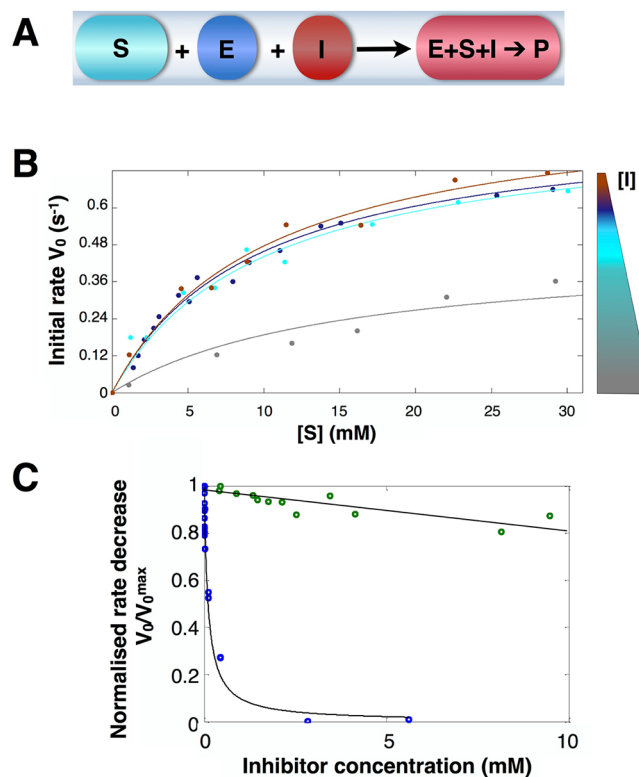 A
S + E + I E+S+I → P
B
[I]
Initial rate V₀ (s⁻¹)
0.6
0.48
0.36
0.24
0.12
0
0 5 10 15 20 25 30
[S] (mM)
C
Normalised rate decrease
V₀/V₀ᵐᵃˣ
1
0.8
0.6
0.4
0.2
0
0 5 10
Inhibitor concentration (mM)